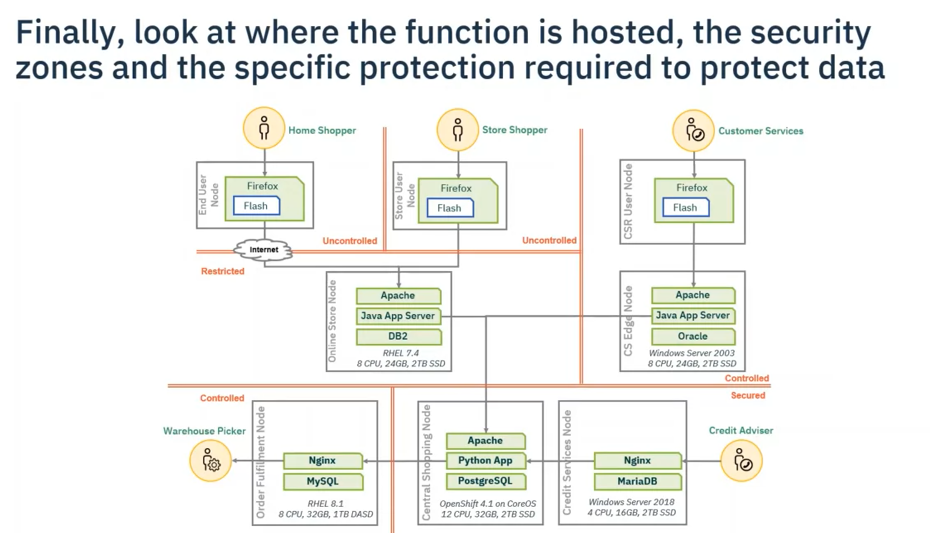 Finally, look at where the function is hosted, the security
zones and the specific protection required to protect data
Home Shopper
Store Shopper
Customer Services
End User
Node
Firefox
Flash
Store User
Node
Firefox
Flash
CSR User Node
Firefox
Flash
Internet
Uncontrolled
Uncontrolled
Restricted
Online Store Node
Apache
Java App Server
DB2
RHEL 7.4
8 CPU, 24GB, 2TB SSD
CS Edge Node
Apache
Java App Server
Oracle
Windows Server 2003
8 CPU, 24GB, 2TB SSD
Controlled
Controlled
Secured
Warehouse Picker
Order Fulfilment Node
Nginx
MySQL
RHEL 8.1
8 CPU, 32GB, 1TB DASD
Central Shopping Node
Apache
Python App
PostgreSQL
OpenShift 4.1 on CoreOS
12 CPU, 32GB, 2TB SSD
Credit Services Node
Nginx
MariaDB
Windows Server 2018
4 CPU, 16GB, 2TB SSD
Credit Adviser